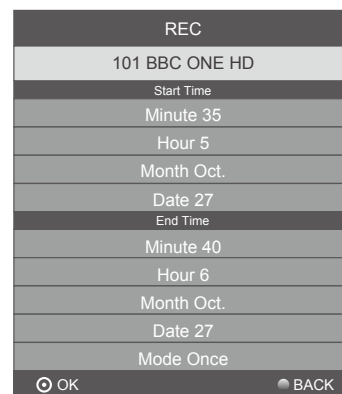 REC
101 BBC ONE HD
Start Time
Minute 35
Hour 5
Month Oct.
Date 27
End Time
Minute 40
Hour 6
Month Oct.
Date 27
Mode Once
OK BACK